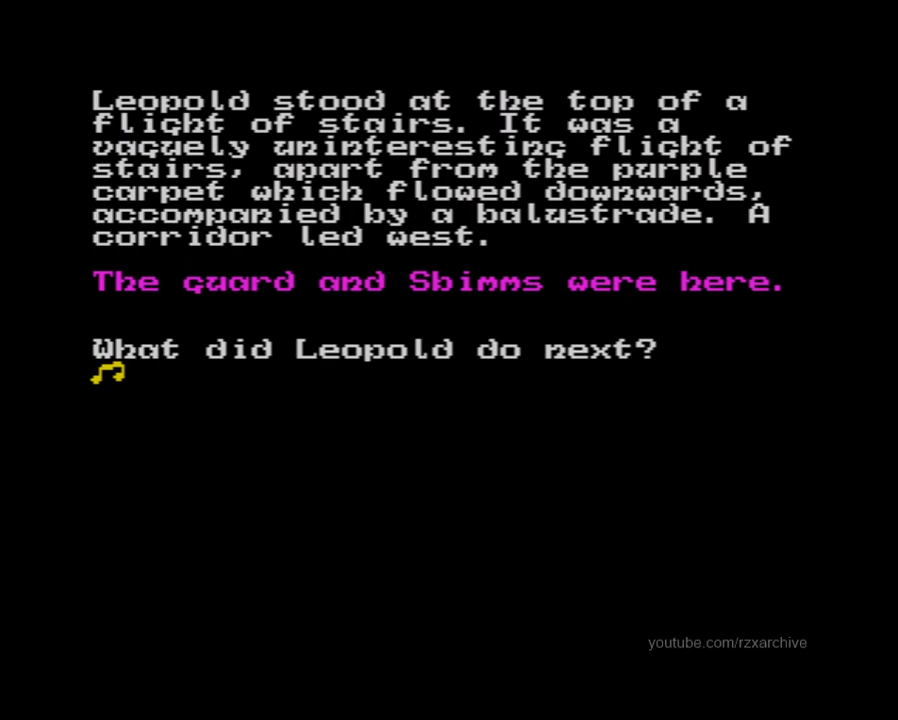 Leopold stood at the top of a
flight of stairs. It was a
vaguely uninteresting flight of
stairs, apart from the purple
carpet which flowed downwards,
accompanied by a balustrade. A
corridor led west.
The guard and Sbimms were here.
What did Leopold do next?
youtube.com/rzxarchive